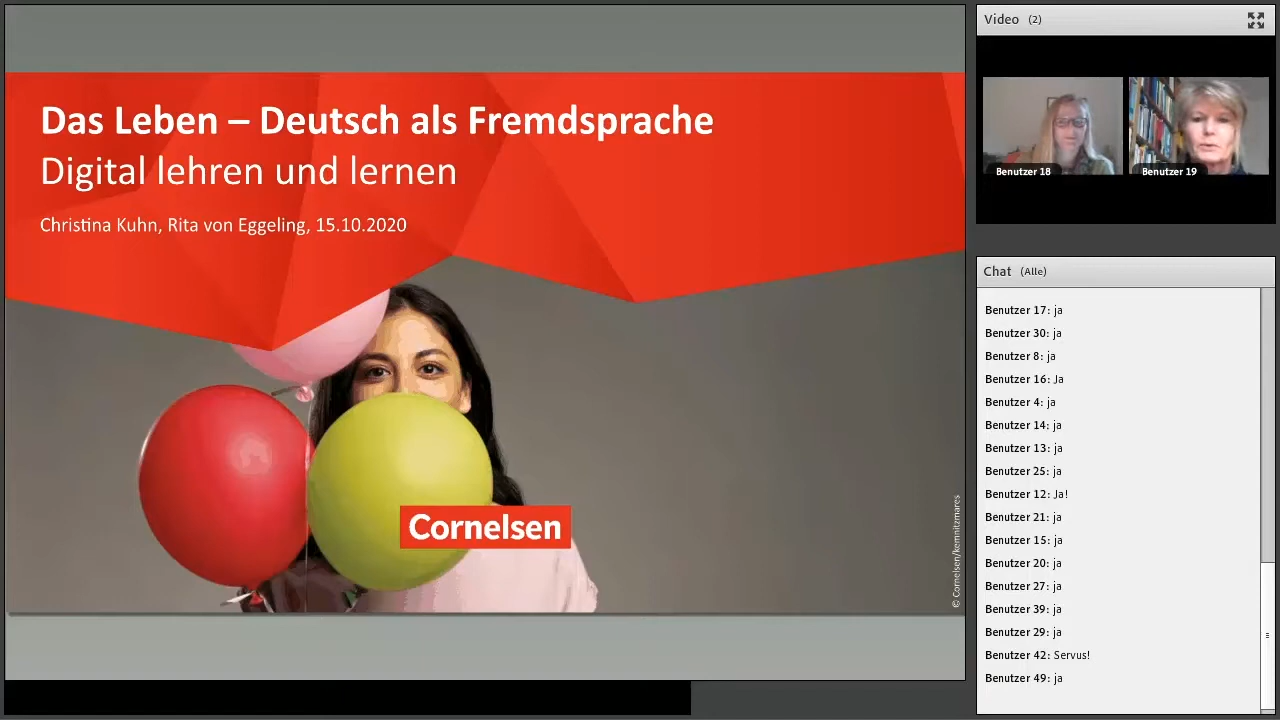 Das Leben – Deutsch als Fremdsprache
Digital lehren und lernen
Christina Kuhn, Rita von Eggeling, 15.10.2020
Cornelsen
© Cornelsen/kemnitzmares
Video (2)
Benutzer 18
Benutzer 19
Chat (Alle)
Benutzer 17: ja
Benutzer 30: ja
Benutzer 8: ja
Benutzer 16: Ja
Benutzer 4: ja
Benutzer 14: ja
Benutzer 13: ja
Benutzer 25: ja
Benutzer 12: Ja!
Benutzer 21: ja
Benutzer 15: ja
Benutzer 20: ja
Benutzer 27: ja
Benutzer 39: ja
Benutzer 29: ja
Benutzer 42: Servus!
Benutzer 49: ja